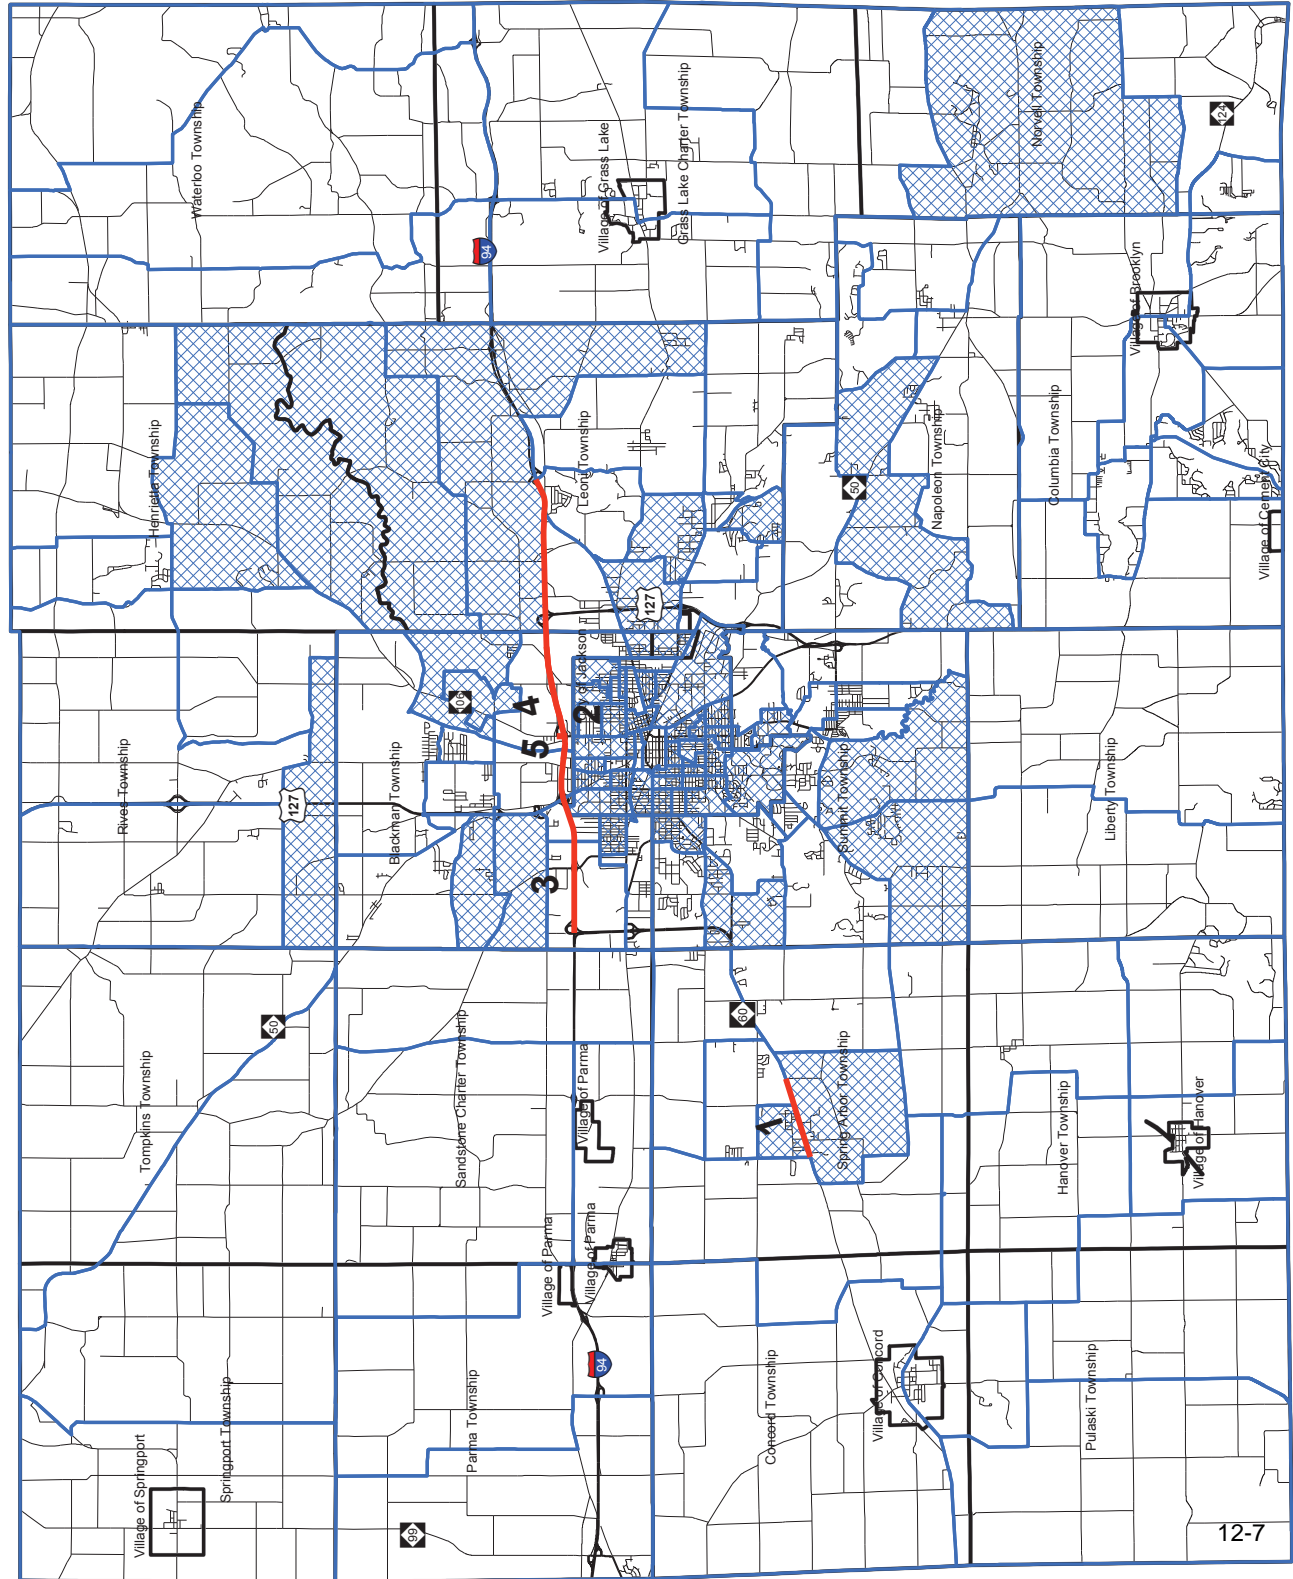 Waterloo Township
Village of Grass Lake
Grass Lake Charter Township
Norvell Township
124
94
Village of Brooklyn
Henrietta Township
Leoni Township
50
Napoleon Township
Columbia Township
Village of Cement City
127
of Jackson
106
4
2
5
Rives Township
127
Blackman Township
3
Summit Township
Liberty Township
50
60
Tompkins Township
Sandstone Charter Township
Village of Parma
1
Spring Arbor Township
Hanover Township
Village of Hanover
Village of Parma
Village of Parma
94
Village of Concord
Concord Township
Pulaski Township
Springport Township
Village of Springport
Parma Township
99
12-7